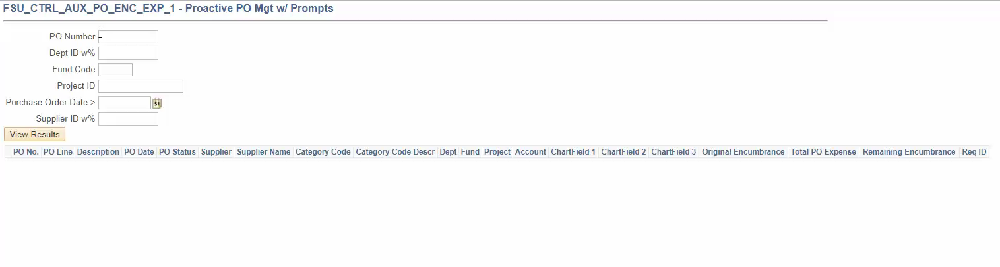 FSU_CTRL_AUX_PO_ENC_EXP_1 - Proactive PO Mgt w/ Prompts
PO Number
Dept ID w%
Fund Code
Project ID
Purchase Order Date >
31
Supplier ID w%
View Results
PO No. PO Line Description PO Date PO Status Supplier Supplier Name Category Code Category Code Descr Dept Fund Project Account ChartField 1 ChartField 2 ChartField 3 Original Encumbrance Total PO Expense Remaining Encumbrance Req ID